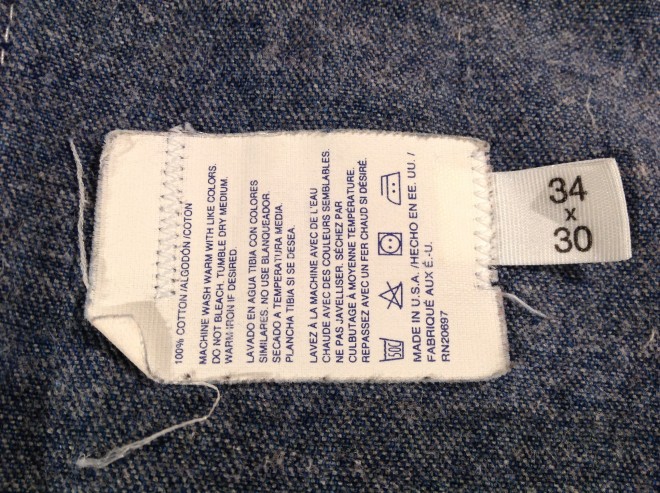 100% COTTON/ALGODON/COTON
MACHINE WASH WARM WITH LIKE COLORS.
DO NOT BLEACH. TUMBLE DRY MEDIUM.
WARM IRON IF DESIRED.
LAVADO EN AGUA TIBIA CON COLORES
SIMILARES. NO USE BLANQUEADOR.
SECADO A TEMPERATURA MEDIA.
PLANCHA TIBIA SI SE DESEA.
LAVEZ À LA MACHINE AVEC DE L'EAU
CHAUDE AVEC DES COULEURS SEMBLABLES.
NE PAS JAVELLISER. SÉCHEZ PAR
CULBUTAGE À MOYENNE TEMPÉRATURE.
REPASSEZ AVEC UN FER CHAUD SI DÉSIRÉ.
50C
MADE IN U.S.A. /HECHO EN EE. UU. /
FABRIQUÉ AUX É.-U.
RN20697
34
x
30